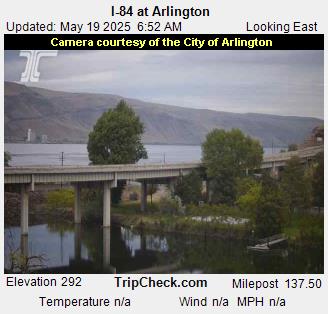 I-84 at Arlington
Updated: May 19 2025 6:52 AM Looking East
Camera courtesy of the City of Arlington
Elevation 292 TripCheck.com Milepost 137.50
Temperature n/a Wind n/a MPH n/a